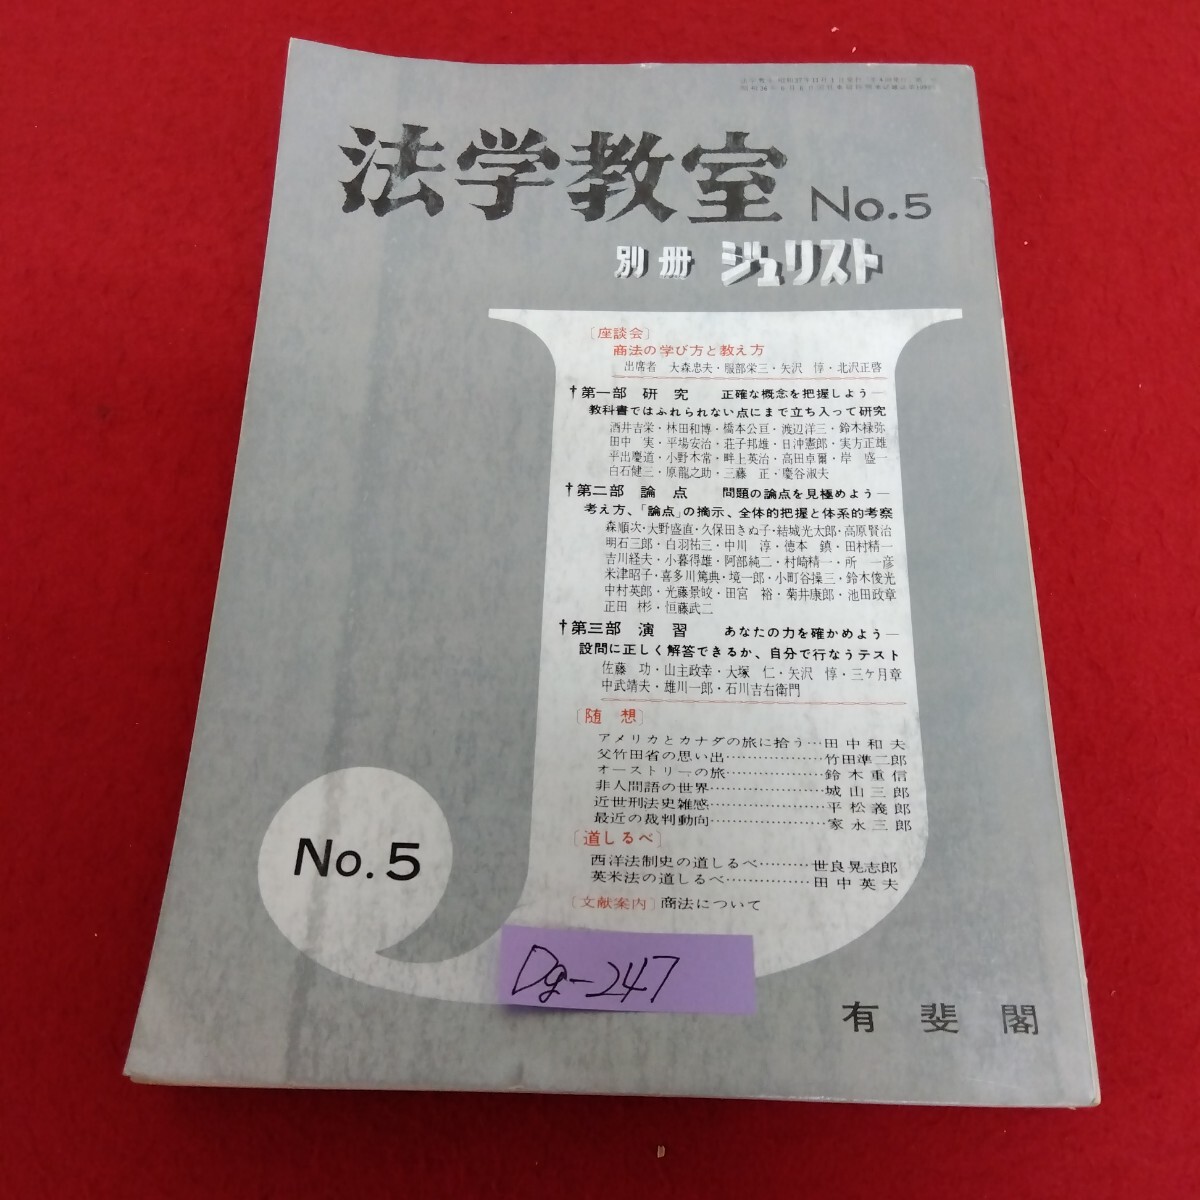 法学教室 No.5
別冊 ジュリスト
〔座談会〕
商法の学び方と教え方
出席者 大森忠夫・服部栄三・矢沢 惇・北沢正啓
†第一部 研 究 正確な概念を把握しよう―
教科書ではふれられない点にまで立ち入って研究
酒井吉栄・林田和博・橋本公亘・渡辺洋三・鈴木禄弥
田中 実・平場安治・荘子邦雄・日沖憲郎・実方正雄
平出慶道・小野木常・畔上英治・高田卓爾・岸 盛一
白石健三・原龍之助・三藤 正・慶谷淑夫
†第二部 論 点 問題の論点を見極めよう―
考え方、「論点」の摘示、全体的把握と体系的考察
森順次・大野盛直・久保田きぬ子・結城光太郎・高原賢治
明石三郎・白羽祐三・中川 淳・徳本 鎮・田村精一
吉川経夫・小暮得雄・阿部純二・村崎精一・所 一彦
米津昭子・喜多川篤典・境一郎・小町谷操三・鈴木俊光
中村英郎・光藤景皎・田宮 裕・菊井康郎・池田政章
正田 彬・恒藤武二
†第三部 演 習 あなたの力を確かめよう―
設問に正しく解答できるか、自分で行なうテスト
佐藤 功・山主政幸・大塚 仁・矢沢 惇・三ケ月章
中武靖夫・雄川一郎・石川吉右衛門
〔随 想〕
アメリカとカナダの旅に拾う…田中和夫
父竹田省の思い出………………竹田準二郎
オーストリーの旅………………鈴木重信
非人間語の世界…………………城山三郎
近世刑法史雑感…………………平松義郎
最近の裁判動向…………………家永三郎
〔道しるべ〕
西洋法制史の道しるべ………世良晃志郎
英米法の道しるべ……………田中英夫
〔文献案内〕商法について
No.5
Dg-247
有斐閣